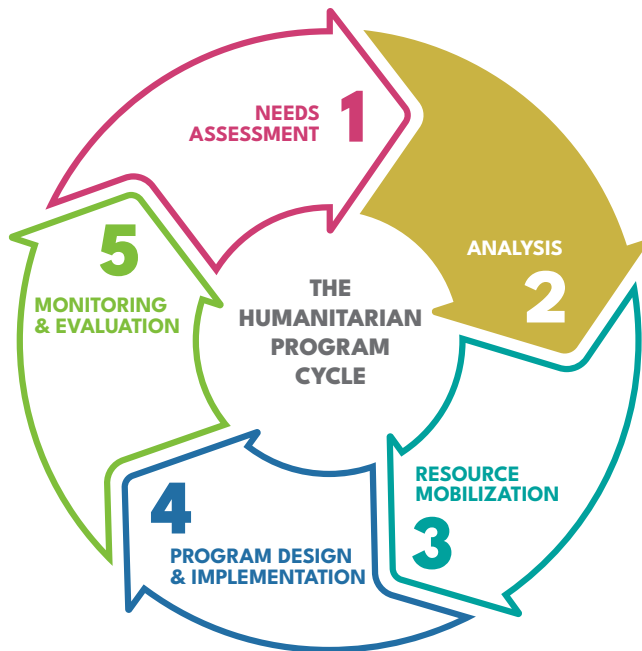 NEEDS
ASSESSMENT
1
ANALYSIS
2
RESOURCE
MOBILIZATION
3
4
PROGRAM DESIGN
& IMPLEMENTATION
5
MONITORING
& EVALUATION
THE
HUMANITARIAN
PROGRAM
CYCLE